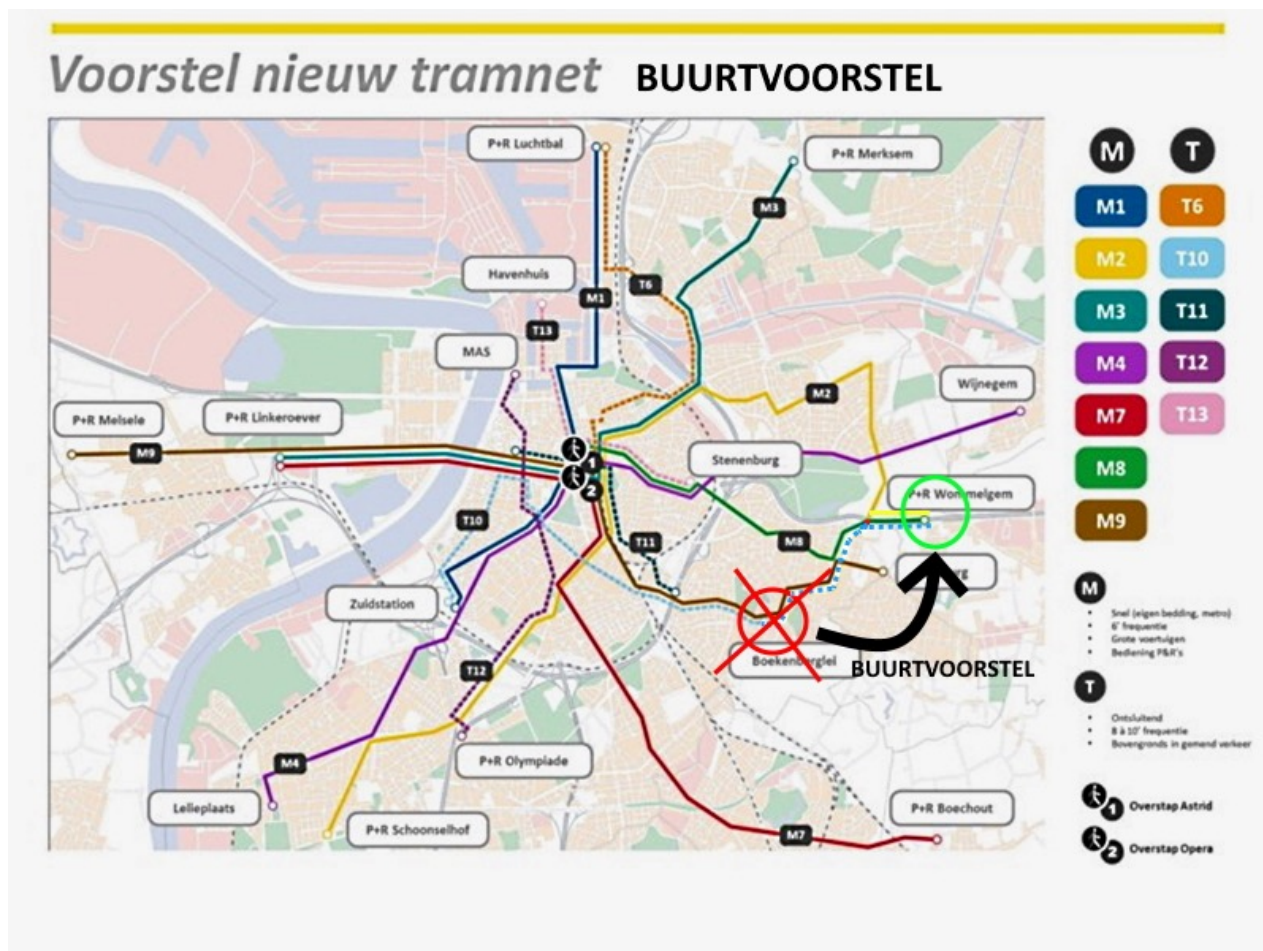 Voorstel nieuw tramnet BUURTVOORSTEL
P+R Luchtbal
P+R Merksem
M3
Havenhuis
M1
T6
T13
MAS
M2
Wijnegem
P+R Melsele
P+R Linkeroever
M9
1
Stenenburg
2
P+R Wommelgem
T10
T11
M8
Zuidstation
Boekenberglei
BUURTVOORSTEL
T12
M4
P+R Olympiade
Lelieplaats
P+R Schoonselhof
P+R Boechout
M7
M T
M1 T6
M2 T10
M3 T11
M4 T12
M7 T13
M8
M9
M
• Snel (eigen bedding, metro)
• 6' frequentie
• Grote voertuigen
• Bediening P&R's
T
• Ontsluitend
• 8 à 10' frequentie
• Bovengronds in gemend verkeer
1 Overstap Astrid
2 Overstap Opera